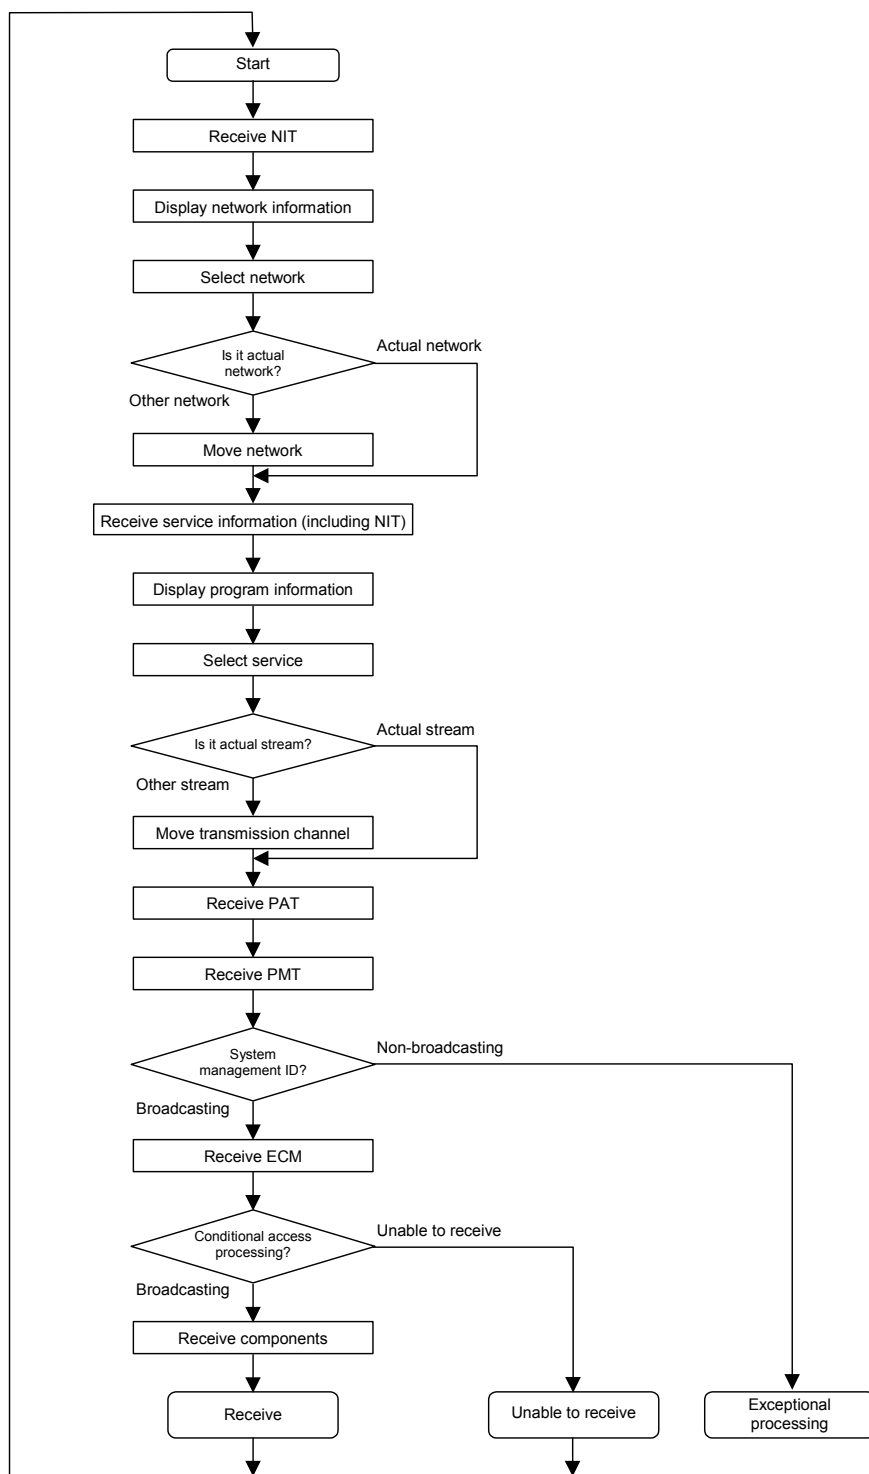 Start
Receive NIT
Display network information
Select network
Is it actual
network?
Actual network
Other network
Move network
Receive service information (including NIT)
Display program information
Select service
Is it actual stream?
Actual stream
Other stream
Move transmission channel
Receive PAT
Receive PMT
System
management ID?
Non-broadcasting
Broadcasting
Receive ECM
Conditional access
processing?
Unable to receive
Broadcasting
Receive components
Receive
Unable to receive
Exceptional
processing